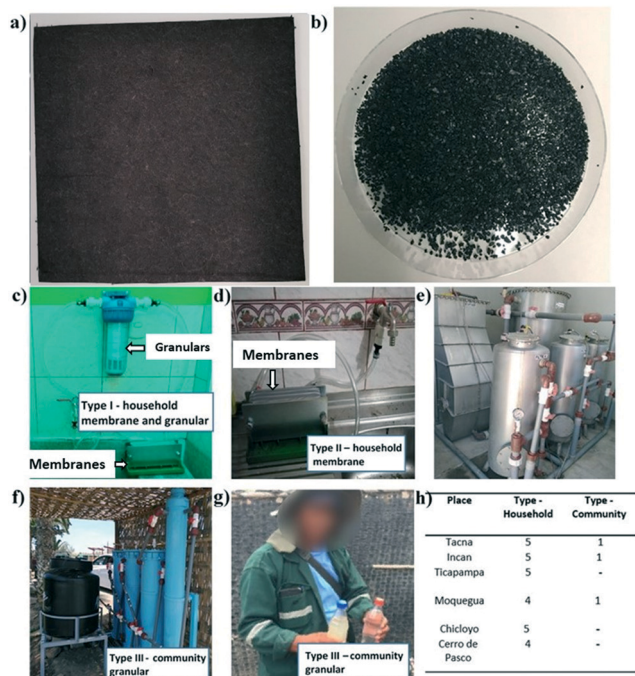 a)
b)
c)
Granulars
Type I - household
membrane and granular
Membranes
d)
Membranes
Type II – household
membrane
e)
f)
Type III - community
granular
g)
Type III – community
granular
h)
Place Type - Household Type - Community
Tacna 5 1
Incan 5 1
Ticapampa 5 -
Moquegua 4 1
Chicloyo 5 -
Cerro de Pasco 4 -